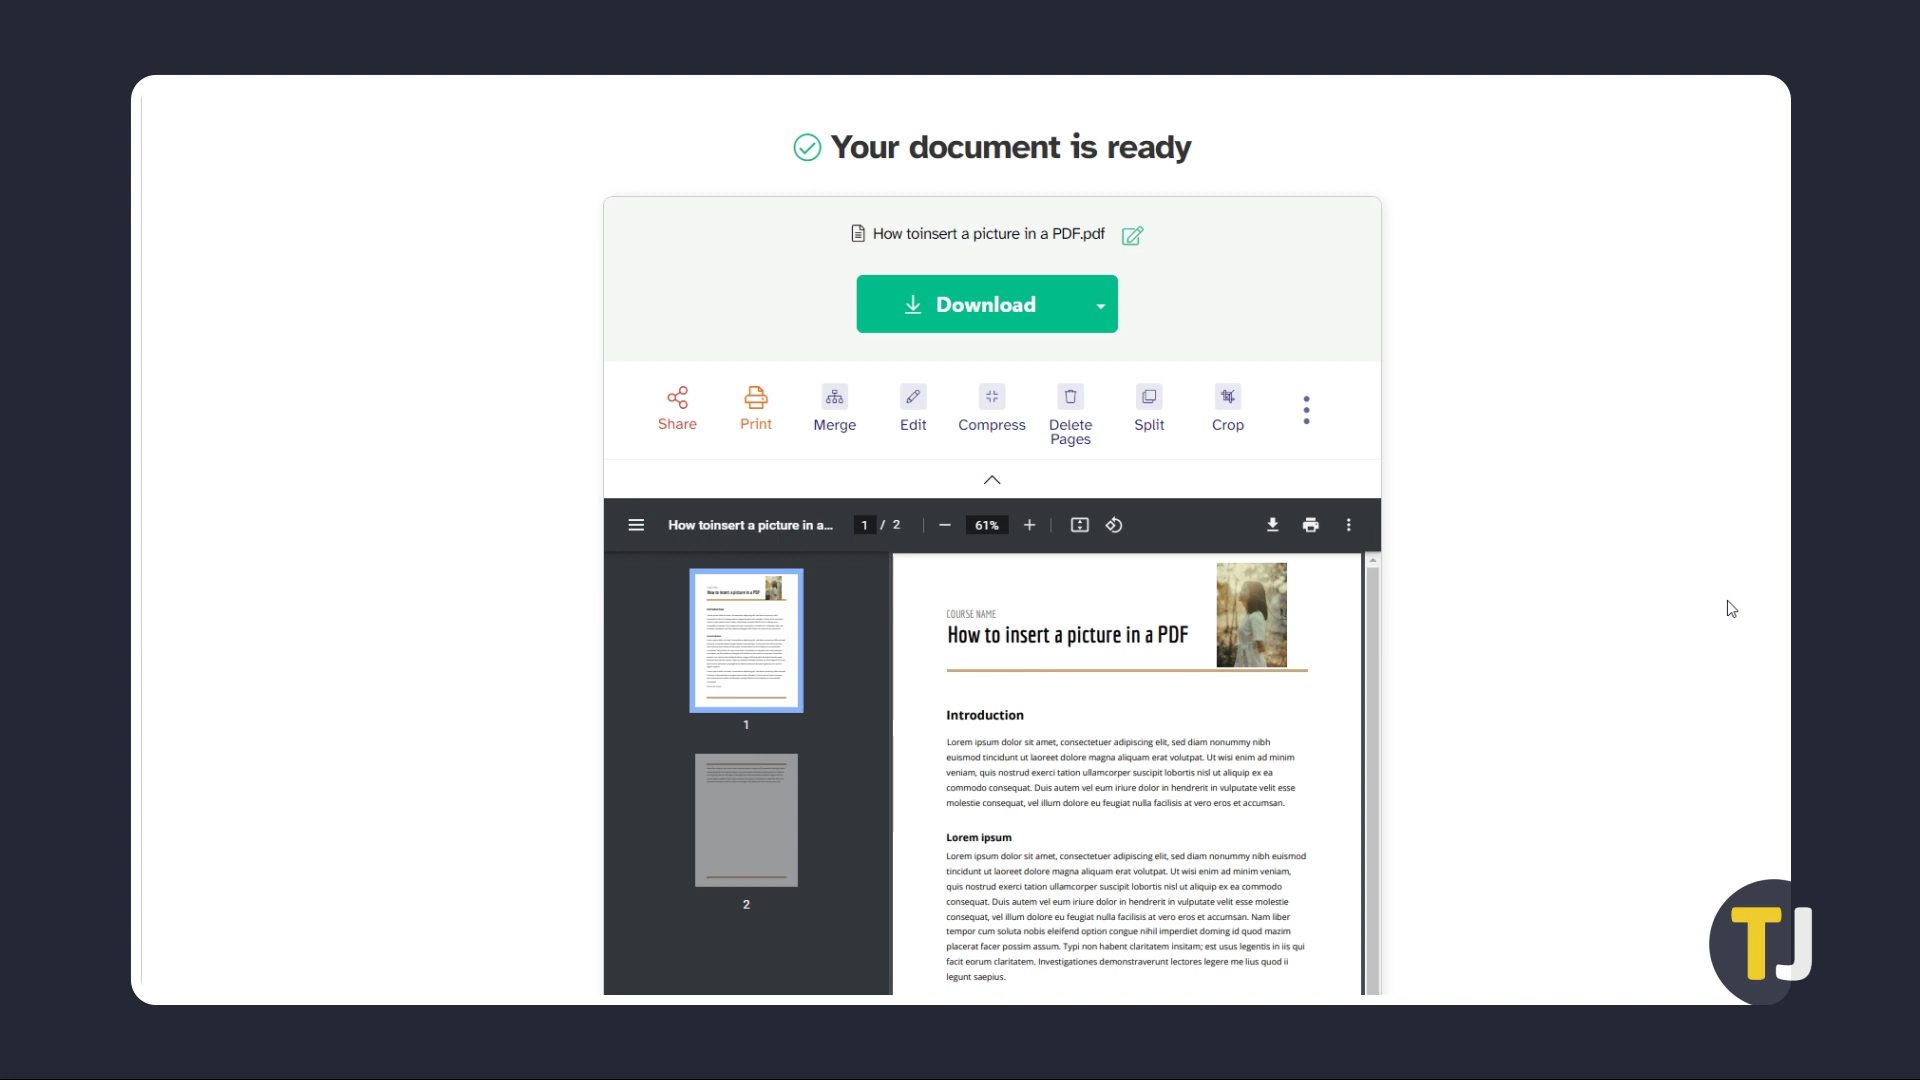 Your document is ready
How toinsert a picture in a PDF.pdf
Download
Share
Print
Merge
Edit
Compress
Delete
Pages
Split
Crop
How toinsert a picture in a...
1 / 2
61%
How to insert a picture in a PDF
1
2
COURSE NAME
How to insert a picture in a PDF
Introduction
Lorem ipsum dolor sit amet, consectetuer adipiscing elit, sed diam nonummy nibh
euismod tincidunt ut laoreet dolore magna aliquam erat volutpat. Ut wisi enim ad minim
veniam, quis nostrud exerci tation ullamcorper suscipit lobortis nisl ut aliquip ex ea
commodo consequat. Duis autem vel eum iriure dolor in hendrerit in vulputate velit esse
molestie consequat, vel illum dolore eu feugiat nulla facilisis at vero eros et accumsan.
Lorem ipsum
Lorem ipsum dolor sit amet, consectetuer adipiscing elit, sed diam nonummy nibh euismod
tincidunt ut laoreet dolore magna aliquam erat volutpat. Ut wisi enim ad minim veniam,
quis nostrud exerci tation ullamcorper suscipit lobortis nisl ut aliquip ex ea commodo
consequat. Duis autem vel eum iriure dolor in hendrerit in vulputate velit esse molestie
consequat, vel illum dolore eu feugiat nulla facilisis at vero eros et accumsan. Nam liber
tempor cum soluta nobis eleifend option congue nihil imperdiet doming id quod mazim
placerat facer possim assum. Typi non habent claritatem insitam; est usus legentis in iis qui
facit eorum claritatem. Investigationes demonstraverunt lectores legere me lius quod ii
legunt saepius.
TJ